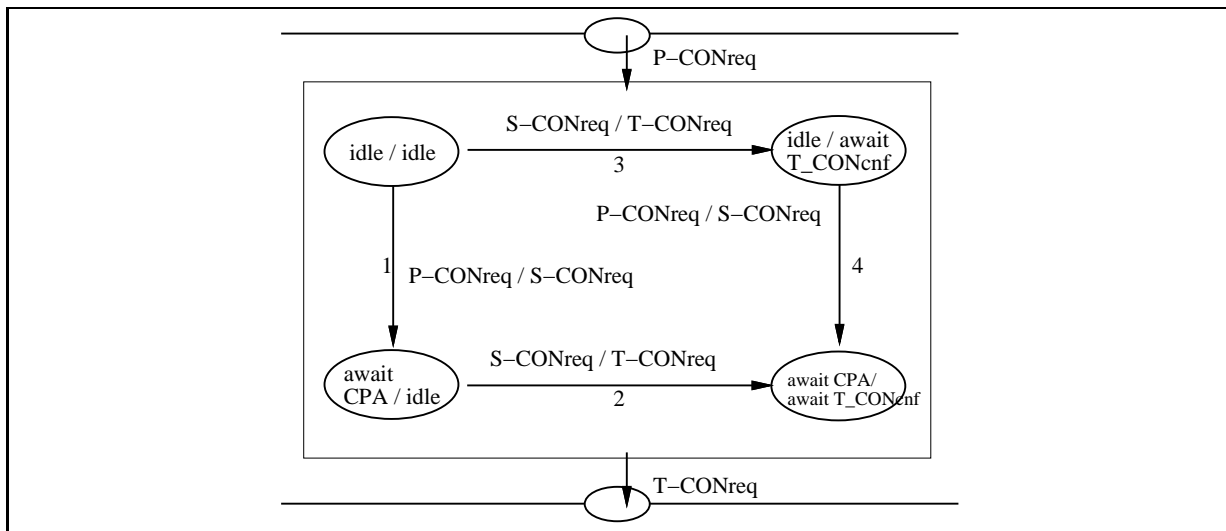 P−CONreq
S−CONreq / T−CONreq
idle / idle
idle / await
T_CONcnf
3
P−CONreq / S−CONreq
1
4
P−CONreq / S−CONreq
S−CONreq / T−CONreq
await
CPA / idle
await CPA/
await T_CONcnf
2
T−CONreq